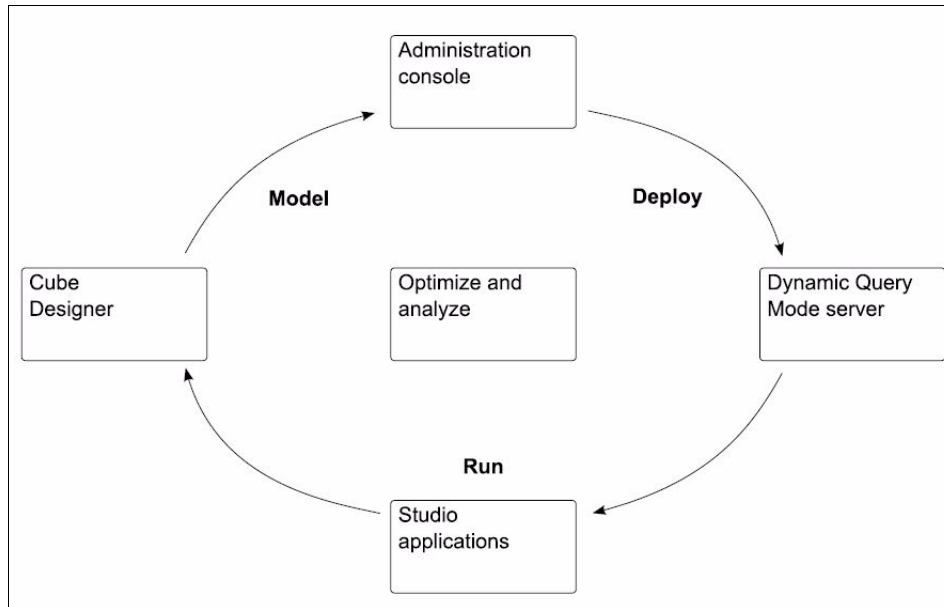 Administration
console
Model
Deploy
Cube
Designer
Optimize and
analyze
Dynamic Query
Mode server
Run
Studio
applications